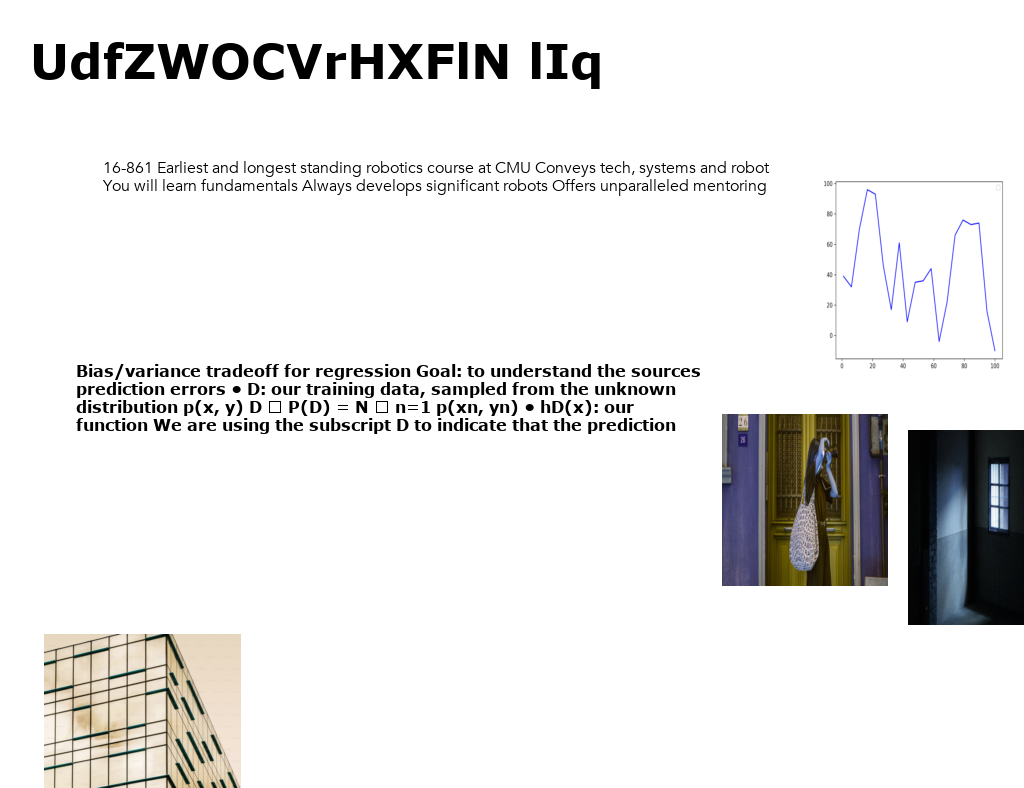 UdfZWOCVrHXFlN lIq
16-861 Earliest and longest standing robotics course at CMU Conveys tech, systems and robot
You will learn fundamentals Always develops significant robots Offers unparalleled mentoring
100
80
60
40
20
0
0 20 40 60 80 100
Bias/variance tradeoff for regression Goal: to understand the sources
prediction errors • D: our training data, sampled from the unknown
distribution p(x, y) D □ P(D) = N □ n=1 p(xn, yn) • hD(x): our
function We are using the subscript D to indicate that the prediction
26
26